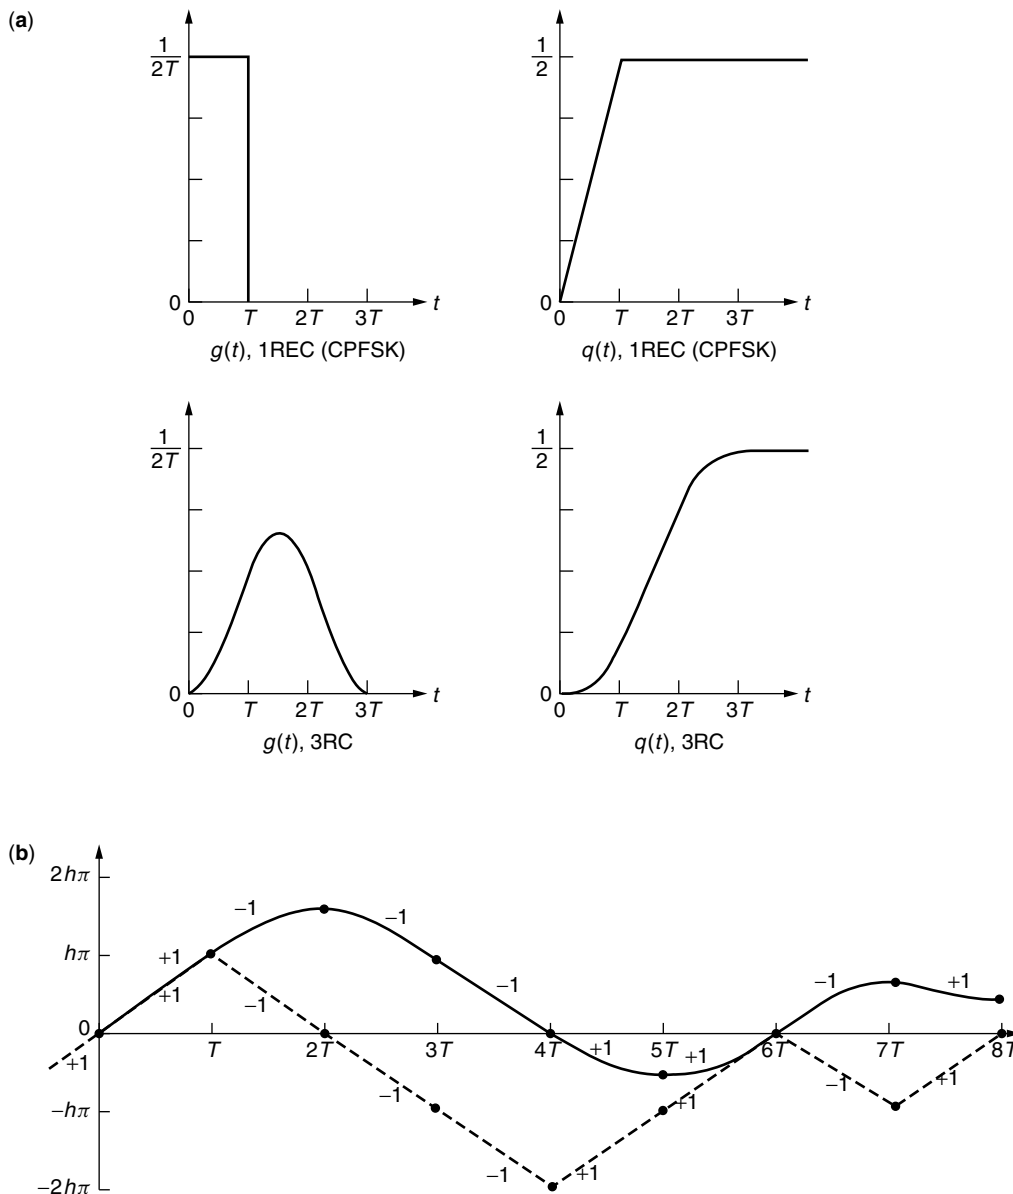 (a)
1/2T
0
0 T 2T 3T t
g(t), 1REC (CPFSK)
1/2
0
0 T 2T 3T t
q(t), 1REC (CPFSK)
1/2T
0
0 T 2T 3T t
g(t), 3RC
1/2
0
0 T 2T 3T t
q(t), 3RC
(b)
2hπ
hπ
0
−hπ
−2hπ
+1 +1 −1 −1 −1 +1 +1 −1 +1
+1 +1 −1 −1 −1 +1 +1 −1 +1
T 2T 3T 4T 5T 6T 7T 8T